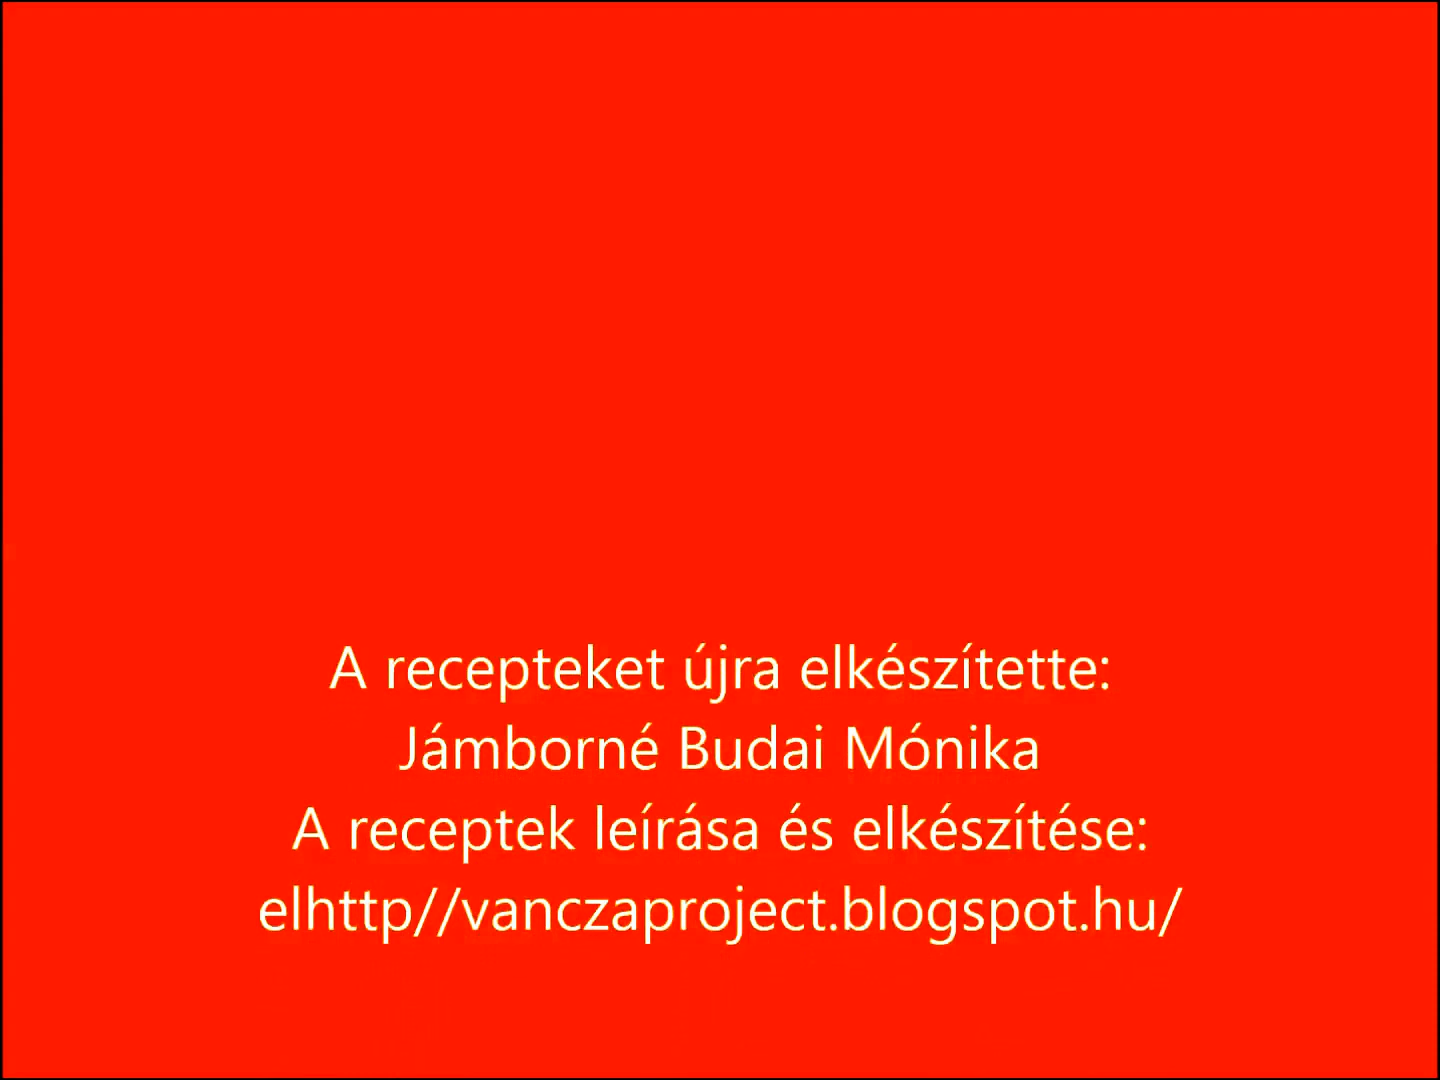 A recepteket újra elkészítette:
Jámborné Budai Mónika
A receptek leírása és elkészítése:
elhttp//vanczaproject.blogspot.hu/